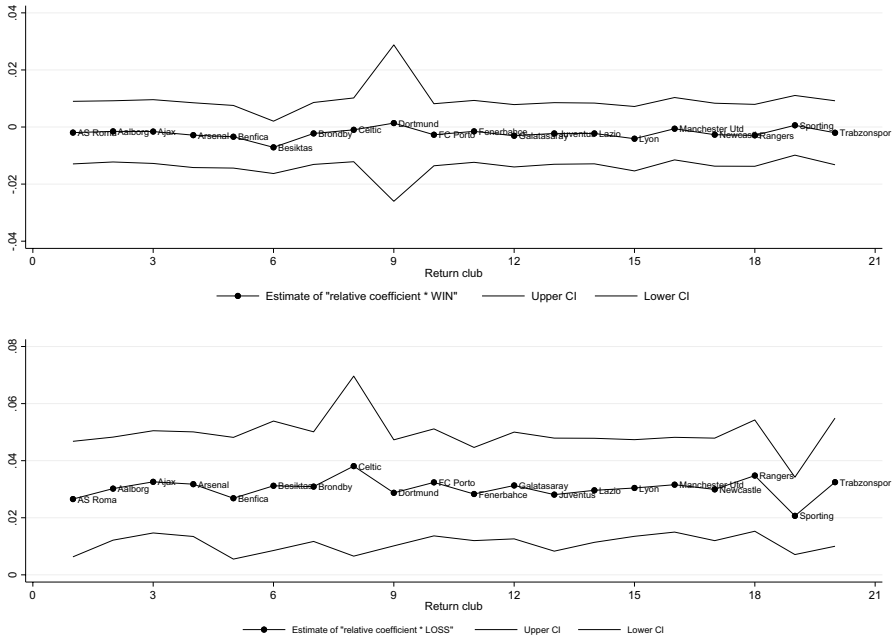 .04
.02
0
-.02
-.04
AS Roma
Aalborg
Ajax
Arsenal
Benfica
Besiktas
Brondby
Celtic
Dortmund
FC Porto
Fenerbahce
Galatasaray
Juventus
Lazio
Lyon
Manchester Utd
Newcastle
Rangers
Sporting
Trabzonspor
0 3 6 9 12 15 18 21
Return club
Estimate of "relative coefficient * WIN" Upper CI Lower CI
.08
.06
.04
.02
0
AS Roma
Aalborg
Ajax
Arsenal
Benfica
Besiktas
Brondby
Celtic
Dortmund
FC Porto
Fenerbahce
Galatasaray
Juventus
Lazio
Lyon
Manchester Utd
Newcastle
Rangers
Sporting
Trabzonspor
0 3 6 9 12 15 18 21
Return club
Estimate of "relative coefficient * LOSS" Upper CI Lower CI